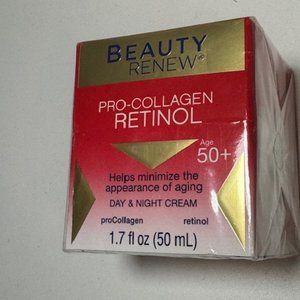 BEAUTY
RENEW®
PRO-COLLAGEN
RETINOL
Age
50+
Helps minimize the
appearance of aging
DAY & NIGHT CREAM
proCollagen retinol
1.7 fl oz (50 mL)